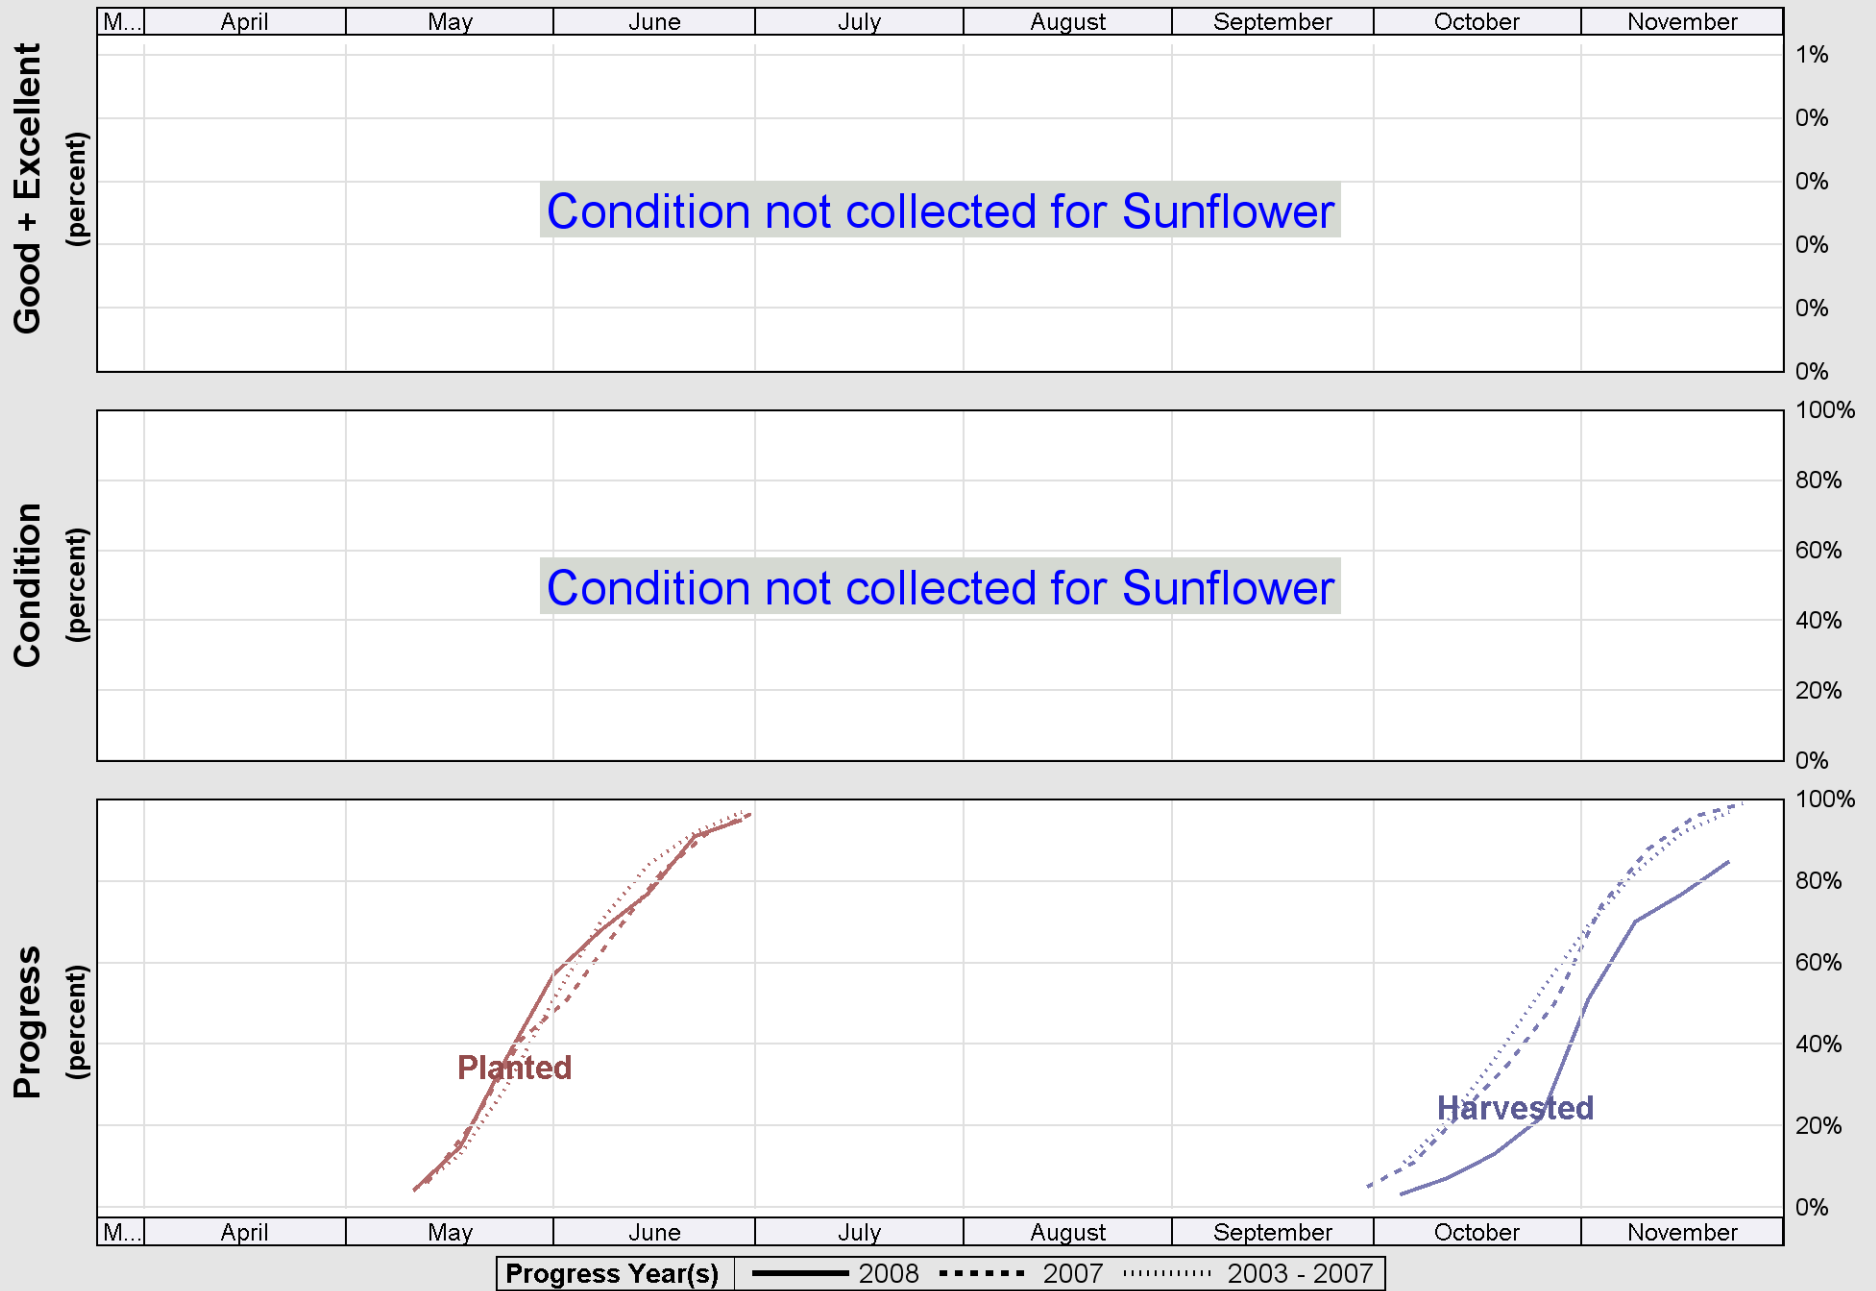 M... April May June July August September October November
Good + Excellent
(percent)
1%
0%
0%
0%
0%
0%
Condition not collected for Sunflower
Condition
(percent)
100%
80%
60%
40%
20%
0%
Condition not collected for Sunflower
Progress
(percent)
100%
80%
60%
40%
20%
0%
Planted
Harvested
M... April May June July August September October November
Progress Year(s) 2008 2007 2003 - 2007